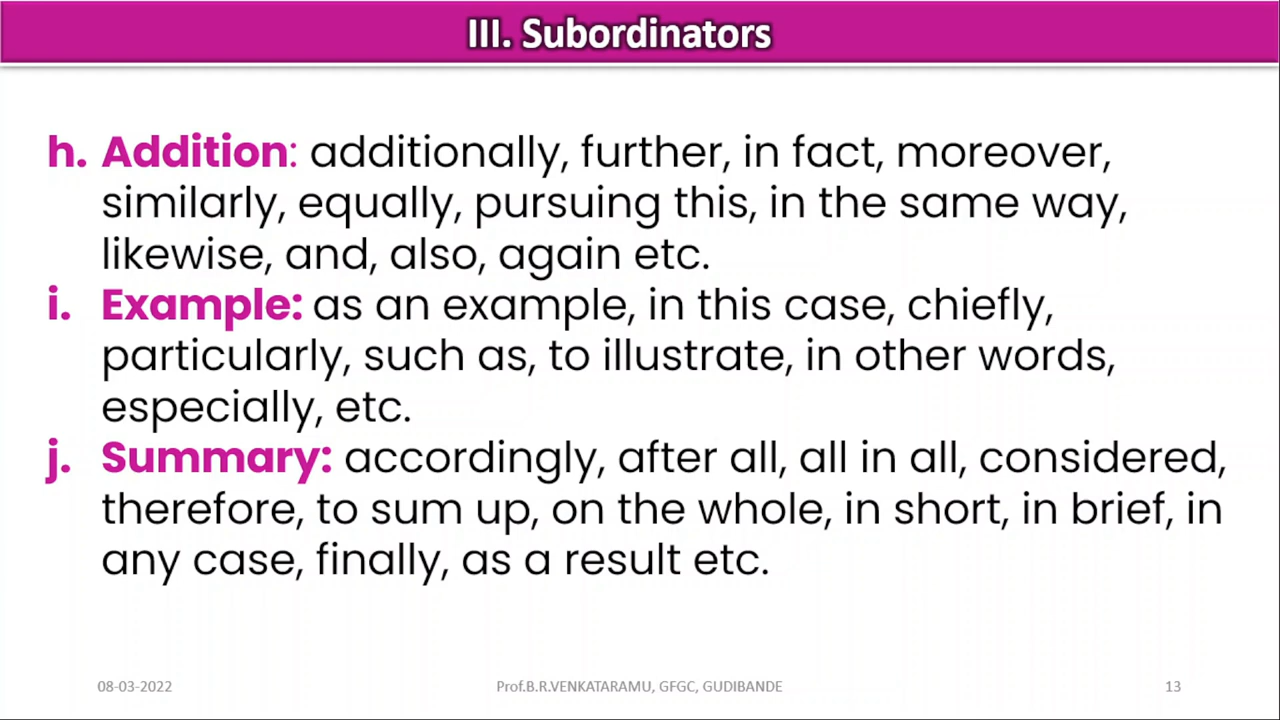 III. Subordinators
h. Addition: additionally, further, in fact, moreover,
similarly, equally, pursuing this, in the same way,
likewise, and, also, again etc.
i. Example: as an example, in this case, chiefly,
particularly, such as, to illustrate, in other words,
especially, etc.
j. Summary: accordingly, after all, all in all, considered,
therefore, to sum up, on the whole, in short, in brief, in
any case, finally, as a result etc.
08-03-2022 Prof.B.R.VENKATARAMU, GFGC, GUDIBANDE 13